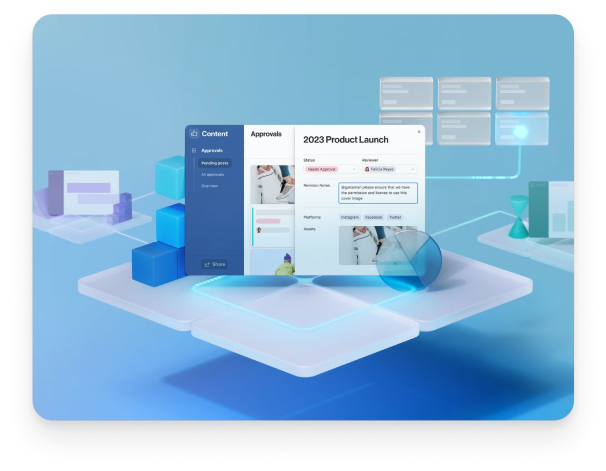 Content
Approvals
Pending posts
All approvals
Overview
Share
Approvals
2023 Product Launch
Status
Reviewer
Needs Approval
Felicia Reyes
Revision Notes
please ensure that we have
the permission and license to use this
cover image
Platforms
Instagram
Facebook
Twitter
Assets